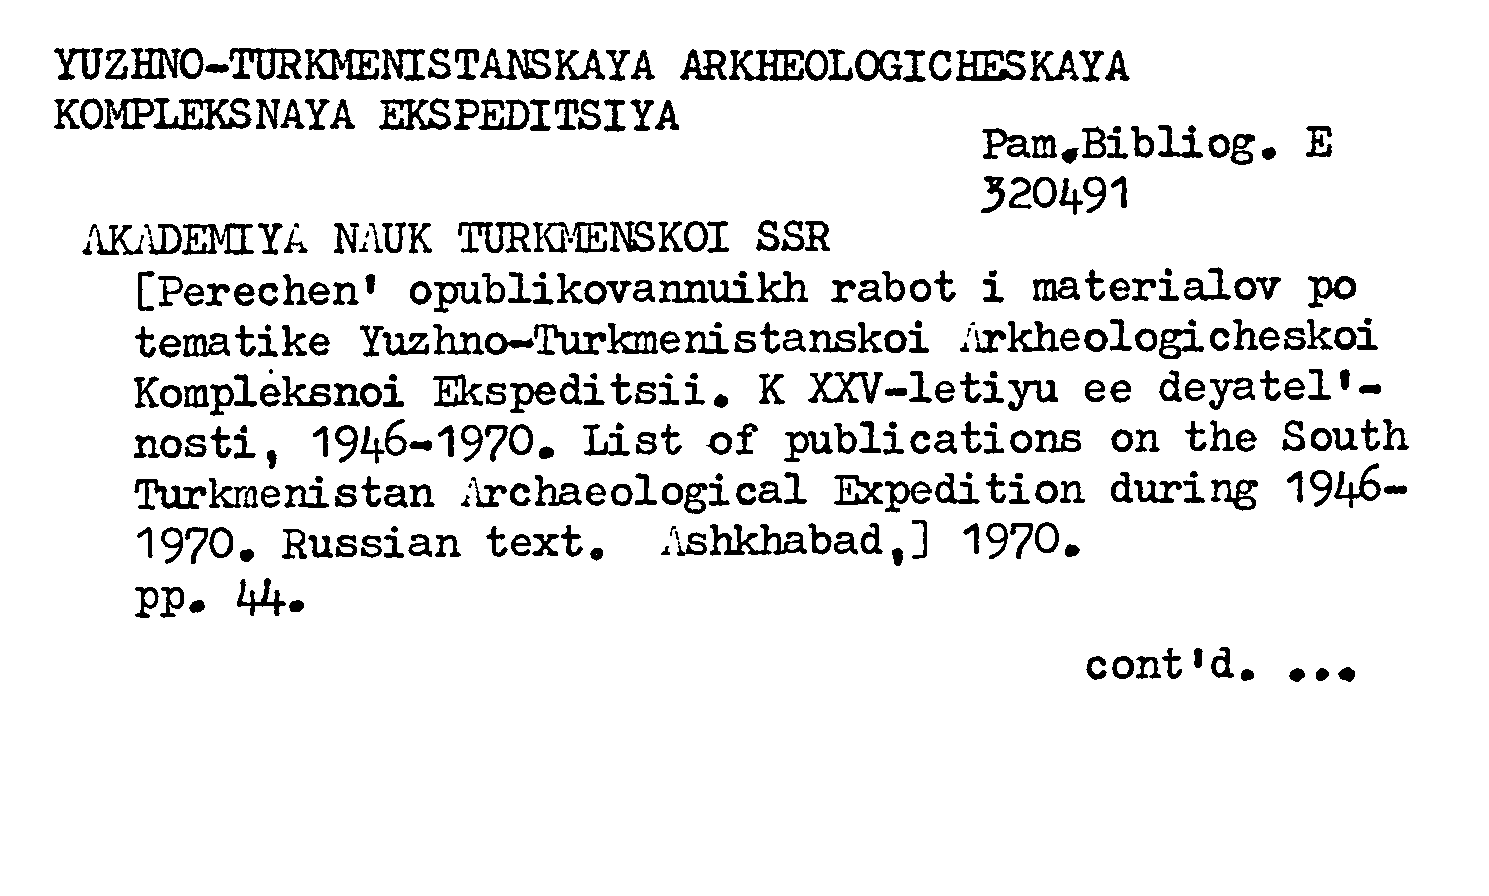 YUZHNO-TURKMENISTANSKAYA ARKHEOLOGICHESKAYA
KOMPLEKSNAYA EKSPEDITSIYA
Pam.Bibliog. E
320491
AKADEMIYA NAUK TURKMENSKOI SSR
[Perechen' opublikovannuikh rabot i materialov po
tematike Yuzhno-Turkmenistanskoi Arkheologicheskoi
Kompleksnoi Ekspeditsii. K XXV-letiyu ee deyatel'-
nosti, 1946-1970. List of publications on the South
Turkmenistan Archaeological Expedition during 1946-
1970. Russian text. Ashkhabad,] 1970.
pp. 44.
cont'd. ...